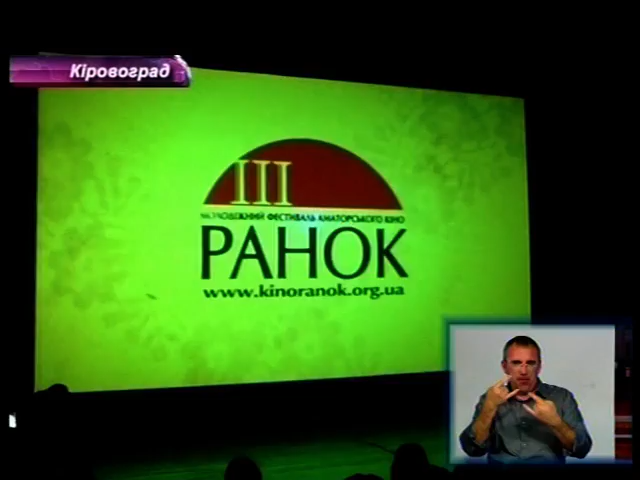 Кіровоград
III
МОЛОДІЖНИЙ ФЕСТИВАЛЬ АМАТОРСЬКОГО КІНО
РАНОК
www.kinoranok.org.ua